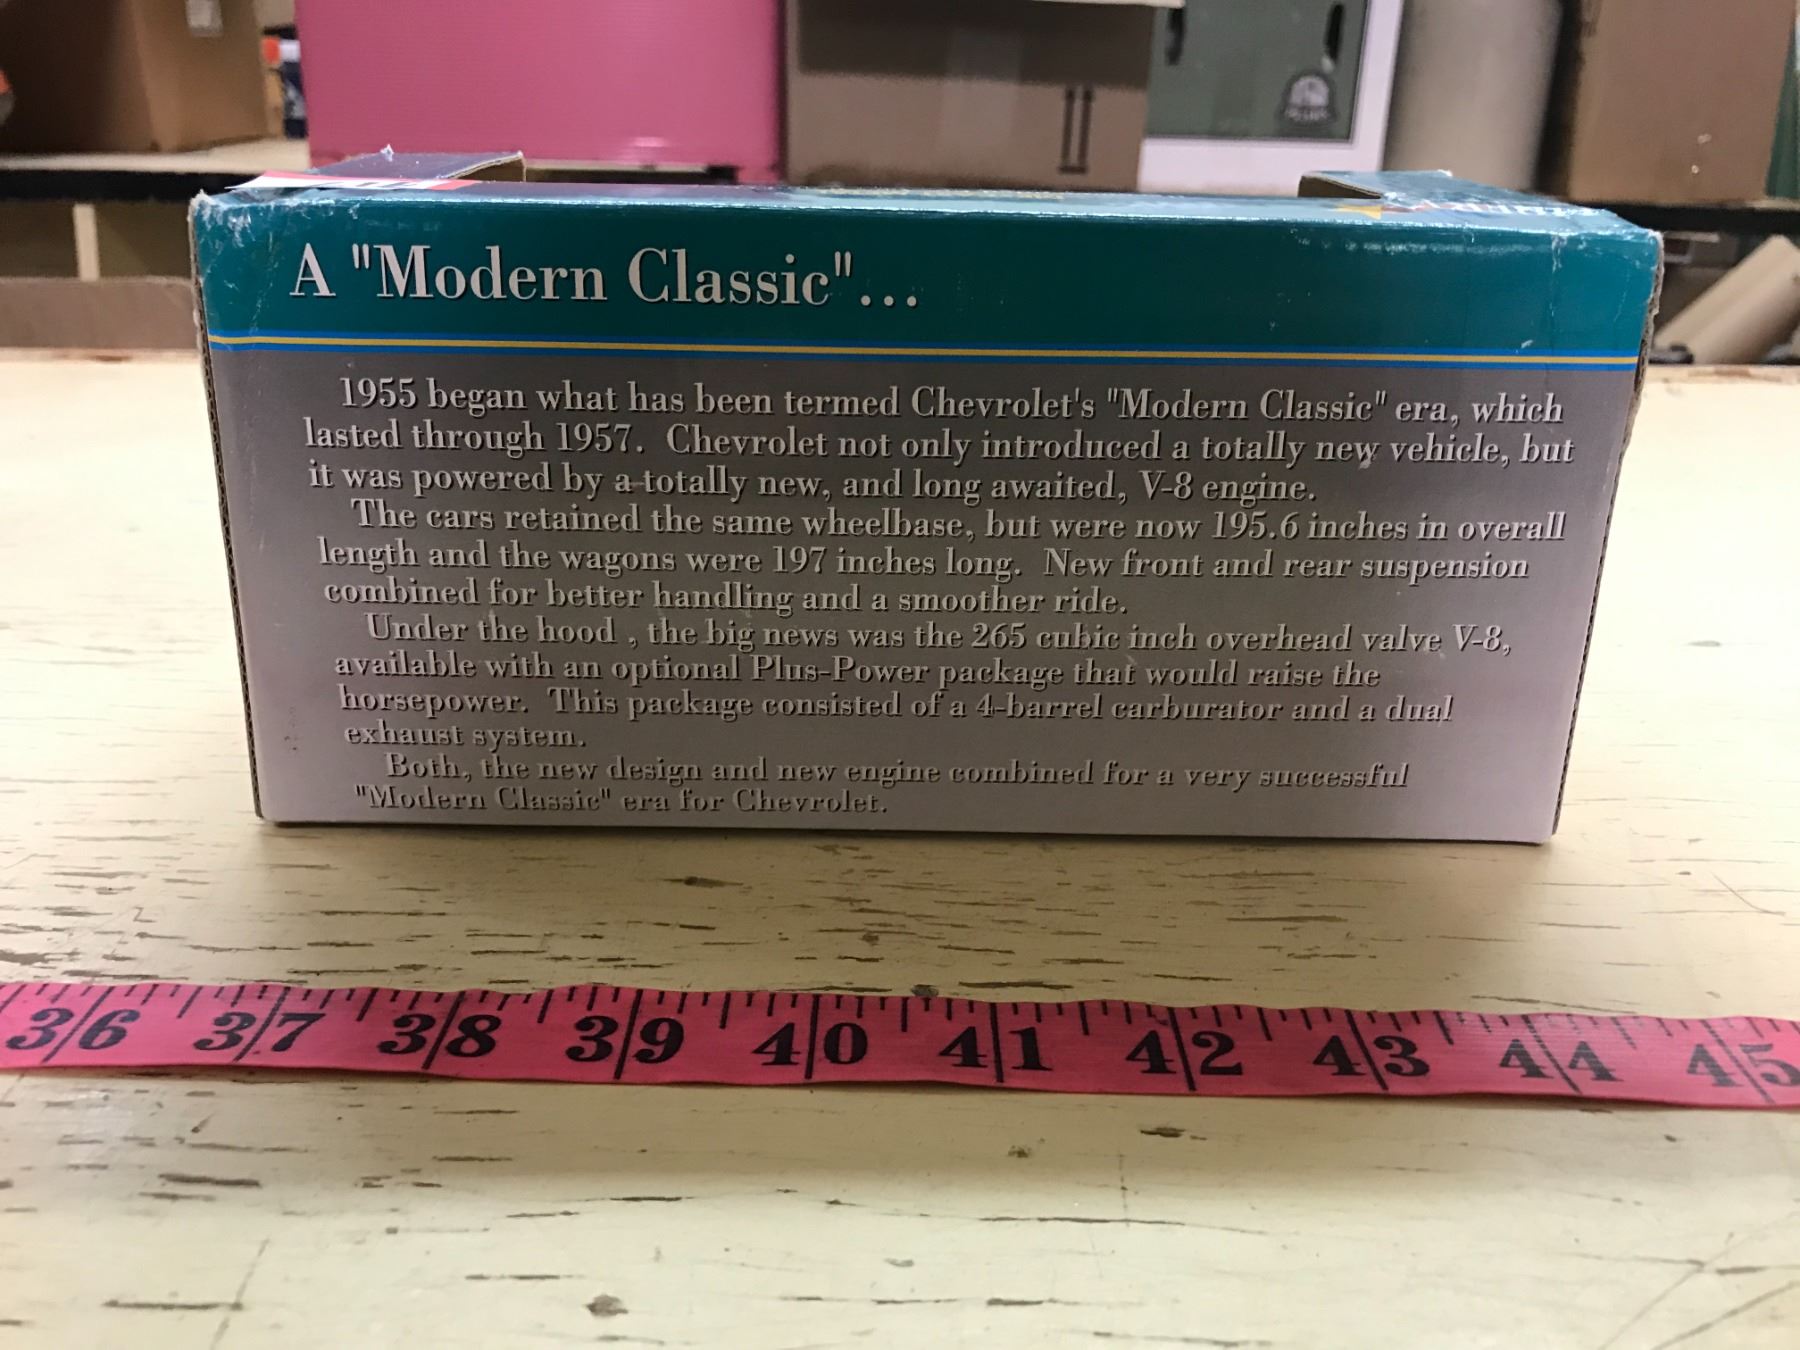 A "Modern Classic"...
1955 began what has been termed Chevrolet's "Modern Classic" era, which
lasted through 1957. Chevrolet not only introduced a totally new vehicle, but
it was powered by a totally new, and long awaited, V-8 engine.
The cars retained the same wheelbase, but were now 195.6 inches in overall
length and the wagons were 197 inches long. New front and rear suspension
combined for better handling and a smoother ride.
Under the hood , the big news was the 265 cubic inch overhead valve V-8,
available with an optional Plus-Power package that would raise the
horsepower. This package consisted of a 4-barrel carburator and a dual
exhaust system.
Both, the new design and new engine combined for a very successful
"Modern Classic" era for Chevrolet.
36 37 38 39 40 41 42 43 44 45